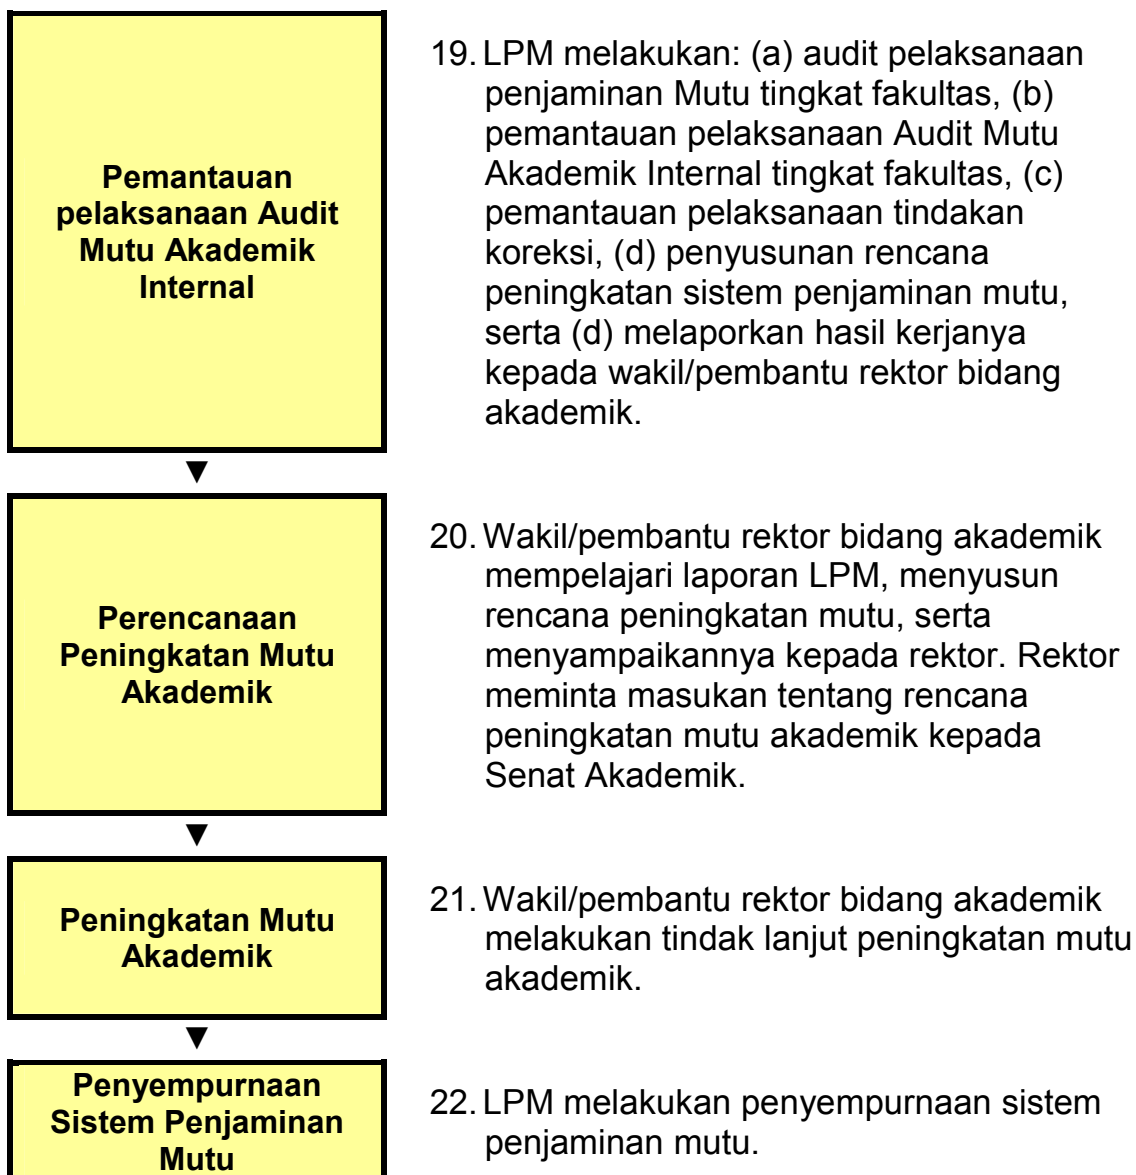 Pemantauan
pelaksanaan Audit
Mutu Akademik
Internal
19. LPM melakukan: (a) audit pelaksanaan
penjaminan Mutu tingkat fakultas, (b)
pemantauan pelaksanaan Audit Mutu
Akademik Internal tingkat fakultas, (c)
pemantauan pelaksanaan tindakan
koreksi, (d) penyusunan rencana
peningkatan sistem penjaminan mutu,
serta (d) melaporkan hasil kerjanya
kepada wakil/pembantu rektor bidang
akademik.
Perencanaan
Peningkatan Mutu
Akademik
20. Wakil/pembantu rektor bidang akademik
mempelajari laporan LPM, menyusun
rencana peningkatan mutu, serta
menyampaikannya kepada rektor. Rektor
meminta masukan tentang rencana
peningkatan mutu akademik kepada
Senat Akademik.
Peningkatan Mutu
Akademik
21. Wakil/pembantu rektor bidang akademik
melakukan tindak lanjut peningkatan mutu
akademik.
Penyempurnaan
Sistem Penjaminan
Mutu
22. LPM melakukan penyempurnaan sistem
penjaminan mutu.